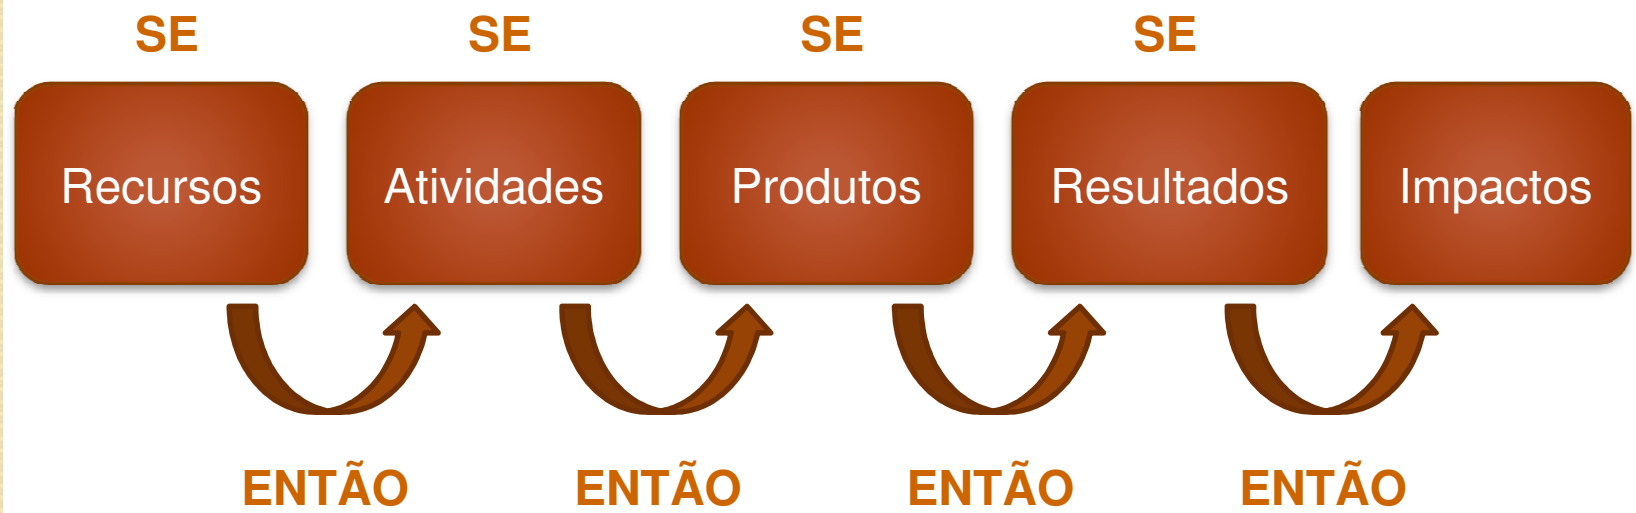 SE SE SE SE
Recursos Atividades Produtos Resultados Impactos
ENTÃO ENTÃO ENTÃO ENTÃO